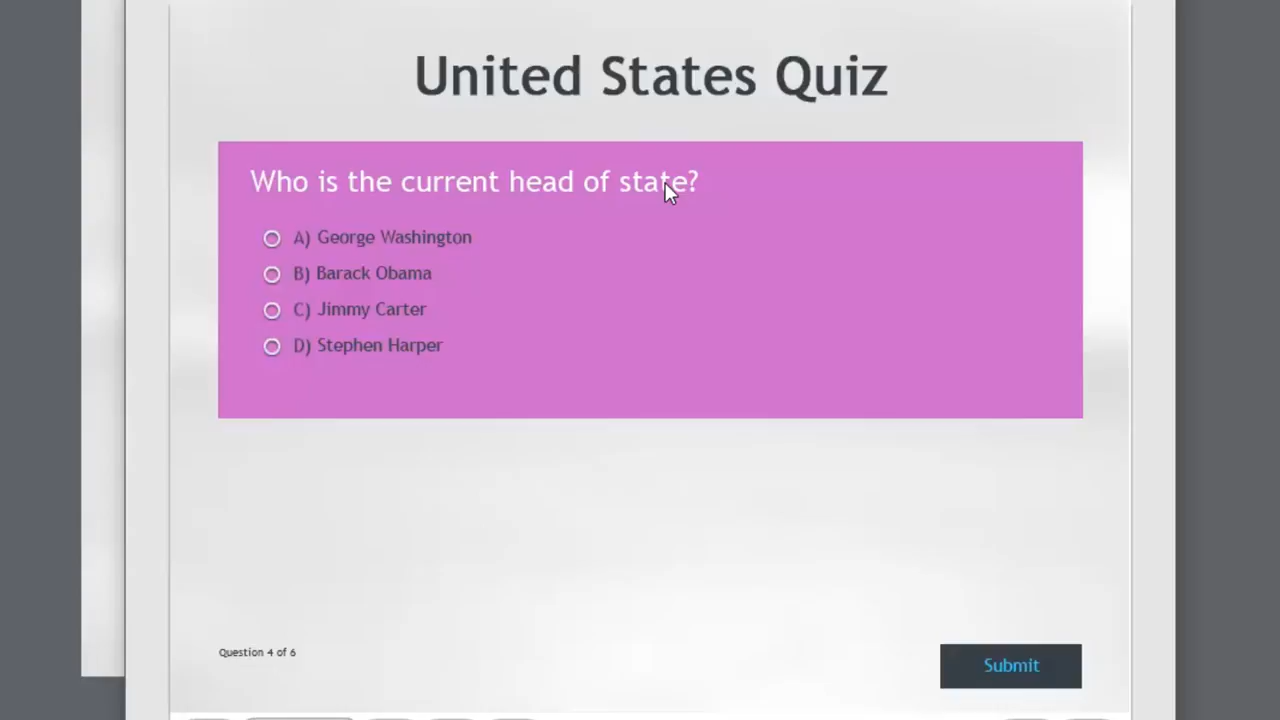 United States Quiz
Who is the current head of state?
A) George Washington
B) Barack Obama
C) Jimmy Carter
D) Stephen Harper
Question 4 of 6
Submit